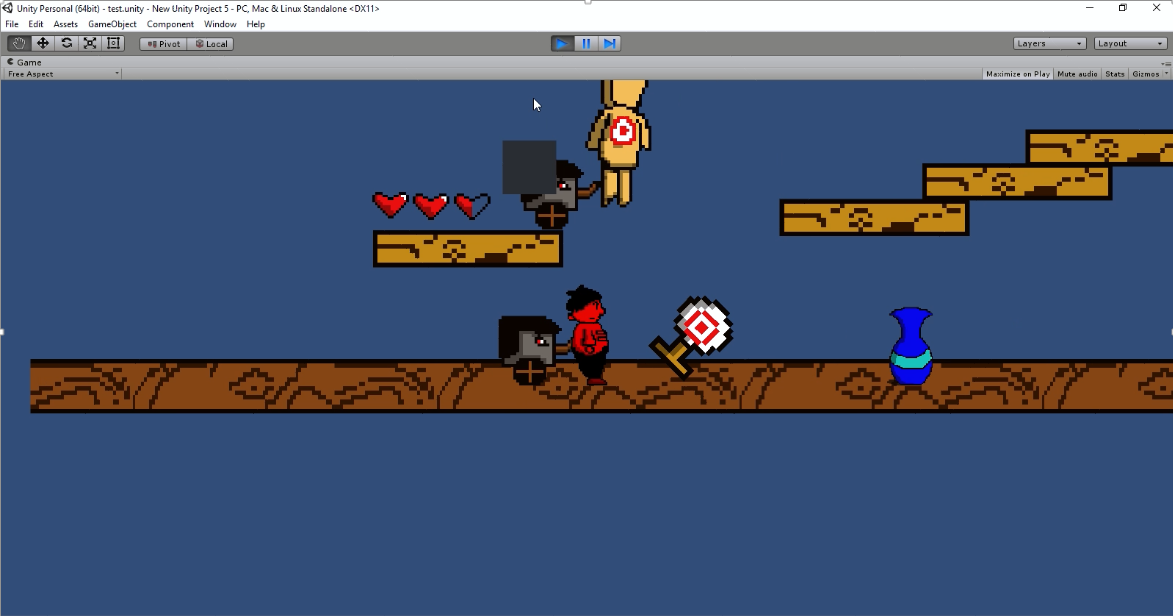 Unity Personal (64bit) - test.unity - New Unity Project 5 - PC, Mac & Linux Standalone <DX11>
File Edit Assets GameObject Component Window Help
Pivot Local Layers Layout
Game
Free Aspect Maximize on Play Mute audio Stats Gizmos